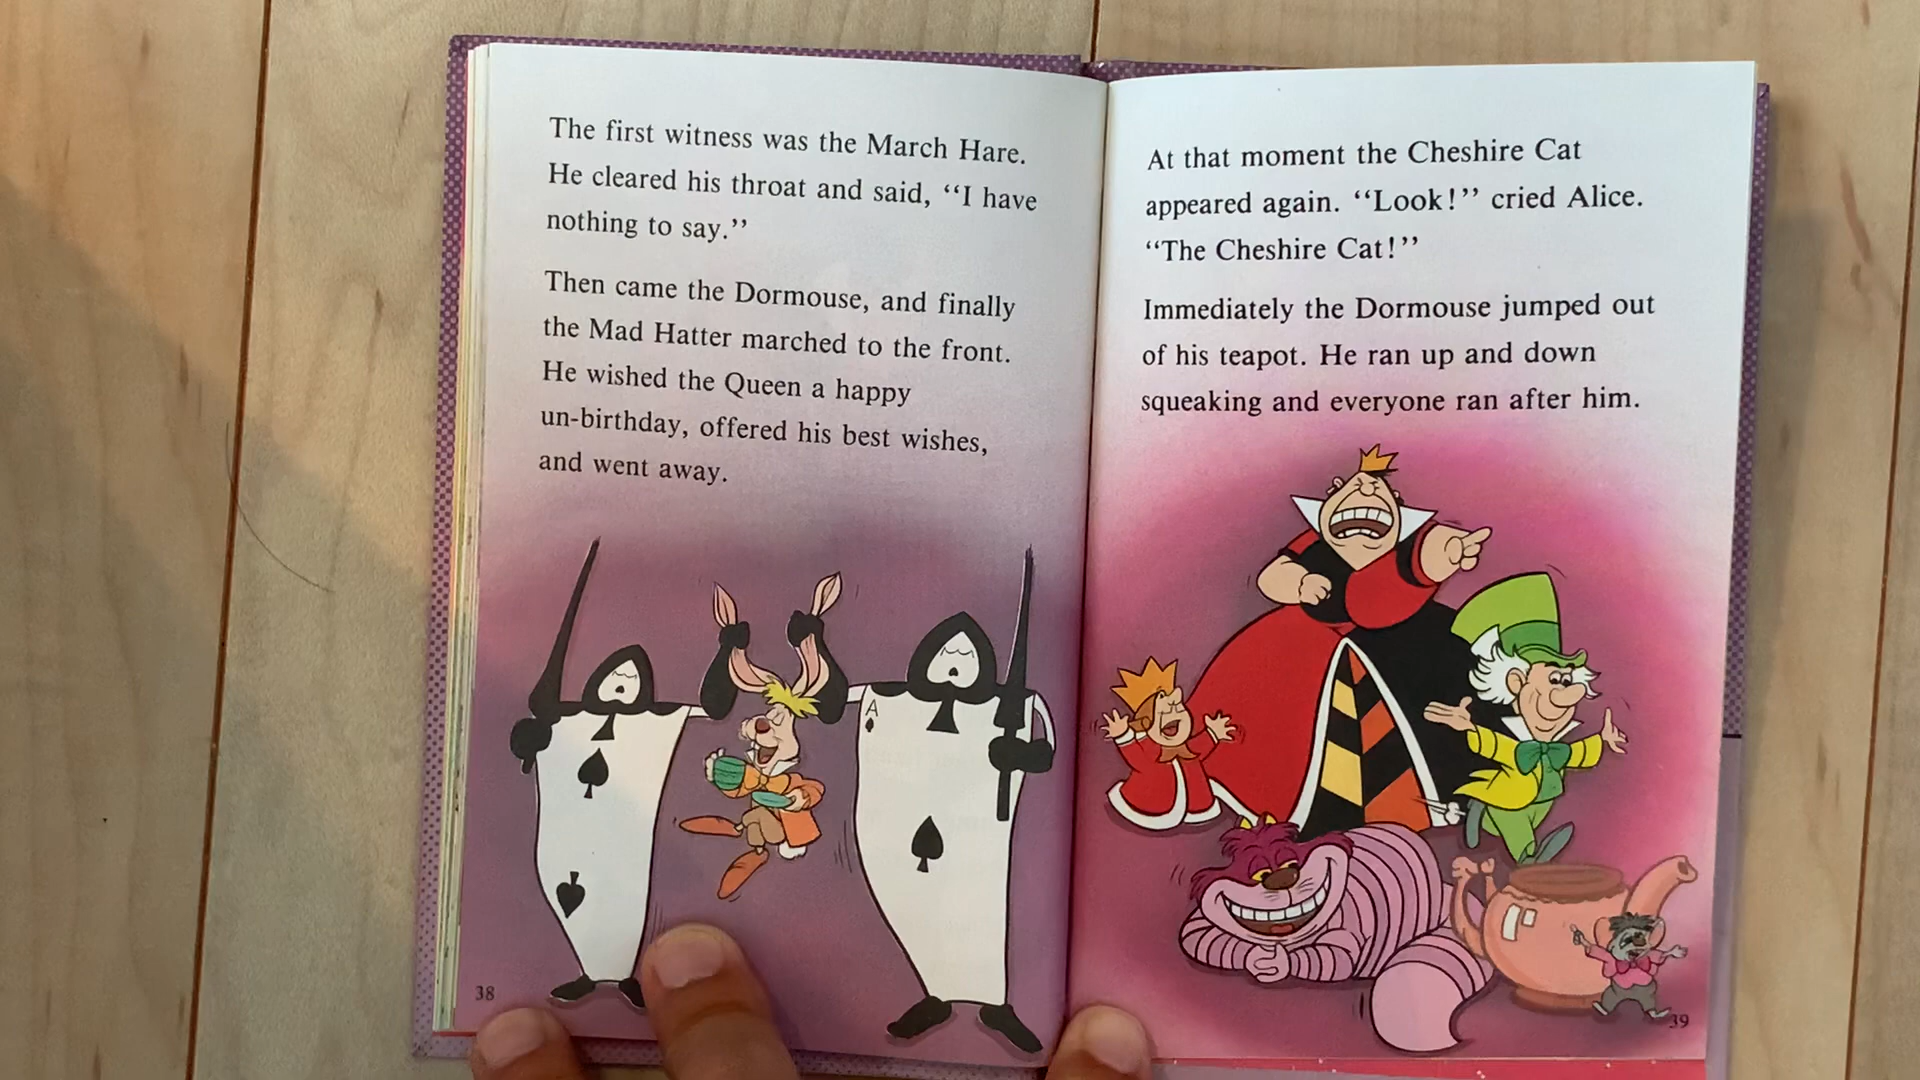 The first witness was the March Hare.
He cleared his throat and said, “I have
nothing to say.”
Then came the Dormouse, and finally
the Mad Hatter marched to the front.
He wished the Queen a happy
un-birthday, offered his best wishes,
and went away.
A
38
At that moment the Cheshire Cat
appeared again. “Look!” cried Alice.
“The Cheshire Cat!”
Immediately the Dormouse jumped out
of his teapot. He ran up and down
squeaking and everyone ran after him.
39